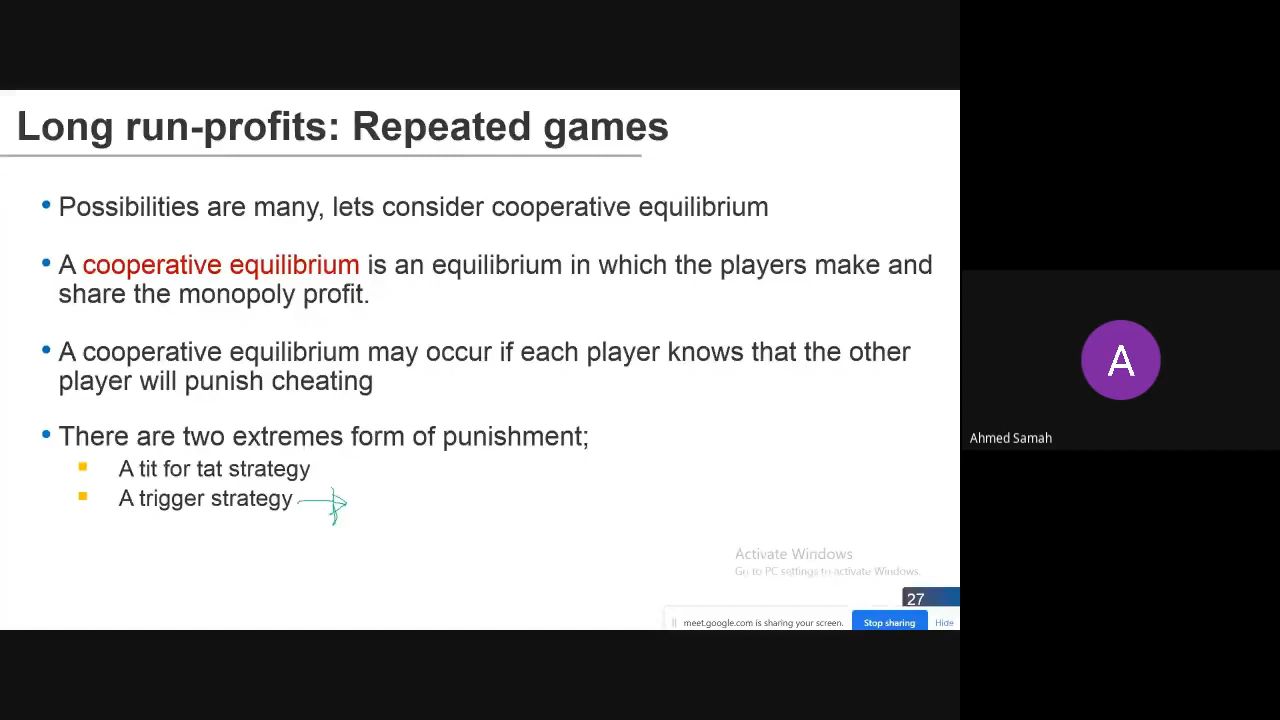 Long run-profits: Repeated games
• Possibilities are many, lets consider cooperative equilibrium
• A cooperative equilibrium is an equilibrium in which the players make and
share the monopoly profit.
• A cooperative equilibrium may occur if each player knows that the other
player will punish cheating
• There are two extremes form of punishment;
A tit for tat strategy
A trigger strategy
Activate Windows
Go to PC settings to activate Windows.
27
meet.google.com is sharing your screen.
Stop sharing
Hide
A
Ahmed Samah